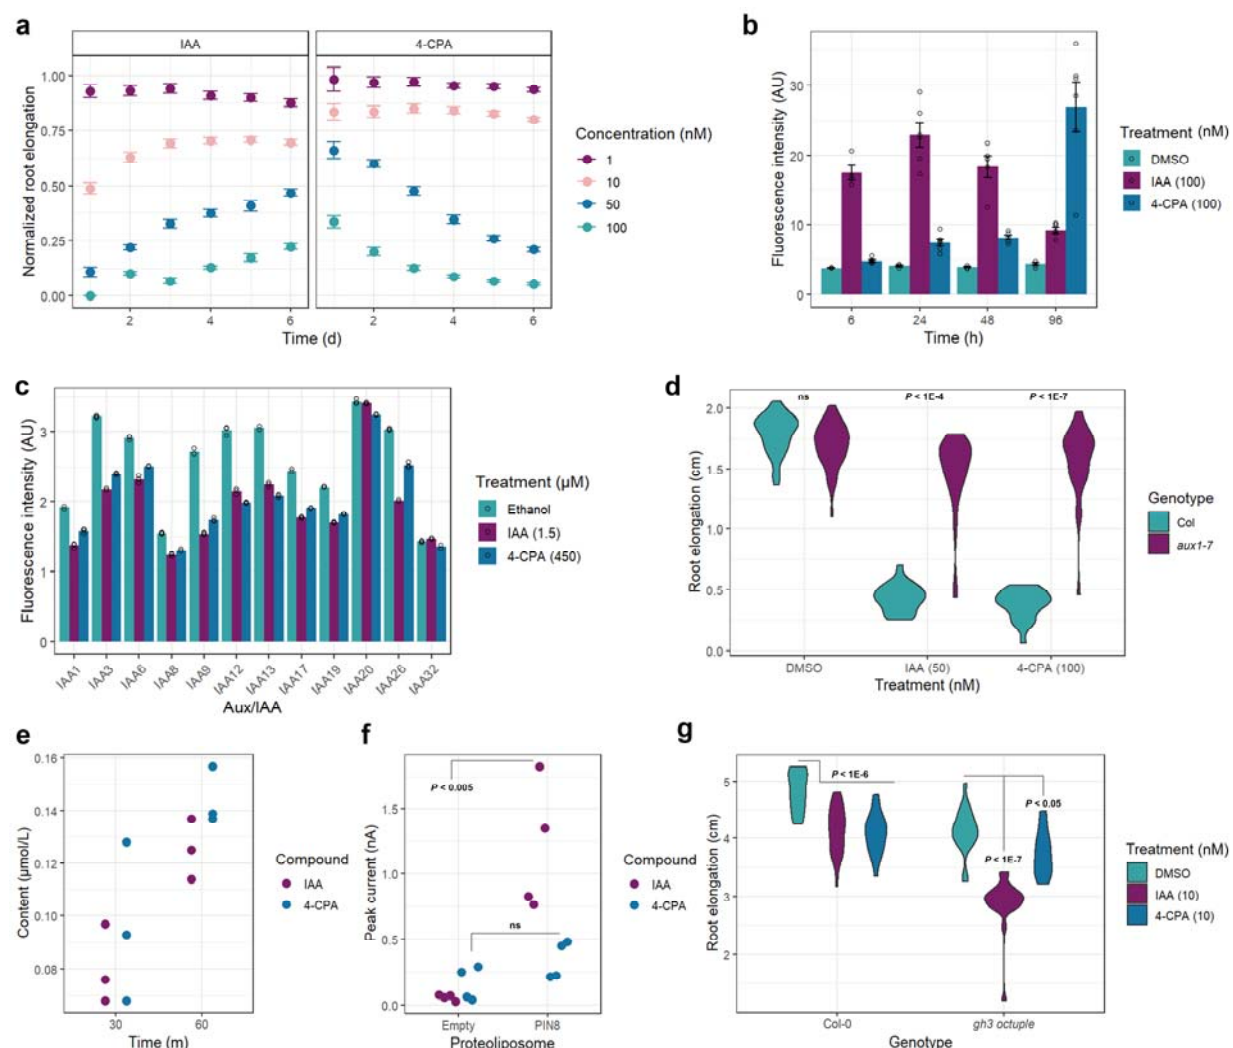 a
IAA
4-CPA
Normalized root elongation
1.00
0.75
0.50
0.25
0.00
2
4
6
2
4
6
Time (d)
Concentration (nM)
1
10
50
100
b
Fluorescence intensity (AU)
30
20
10
0
6
24
48
96
Time (h)
Treatment (nM)
DMSO
IAA (100)
4-CPA (100)
c
Fluorescence intensity (AU)
3
2
1
0
IAA1
IAA3
IAA6
IAA8
IAA9
IAA12
IAA13
IAA17
IAA19
IAA20
IAA26
IAA32
Aux/IAA
Treatment (µM)
Ethanol
IAA (1.5)
4-CPA (450)
d
Root elongation (cm)
2.0
1.5
1.0
0.5
0.0
ns
P < 1E-4
P < 1E-7
DMSO
IAA (50)
4-CPA (100)
Treatment (nM)
Genotype
Col
aux1-7
e
Content (µmol/L)
0.16
0.14
0.12
0.10
0.08
30
60
Time (m)
Compound
IAA
4-CPA
f
Peak current (nA)
1.5
1.0
0.5
0.0
P < 0.005
ns
Empty
PIN8
Proteoliposome
Compound
IAA
4-CPA
g
Root elongation (cm)
5
4
3
2
P < 1E-6
P < 0.05
P < 1E-7
Col-0
gh3 octuple
Genotype
Treatment (nM)
DMSO
IAA (10)
4-CPA (10)